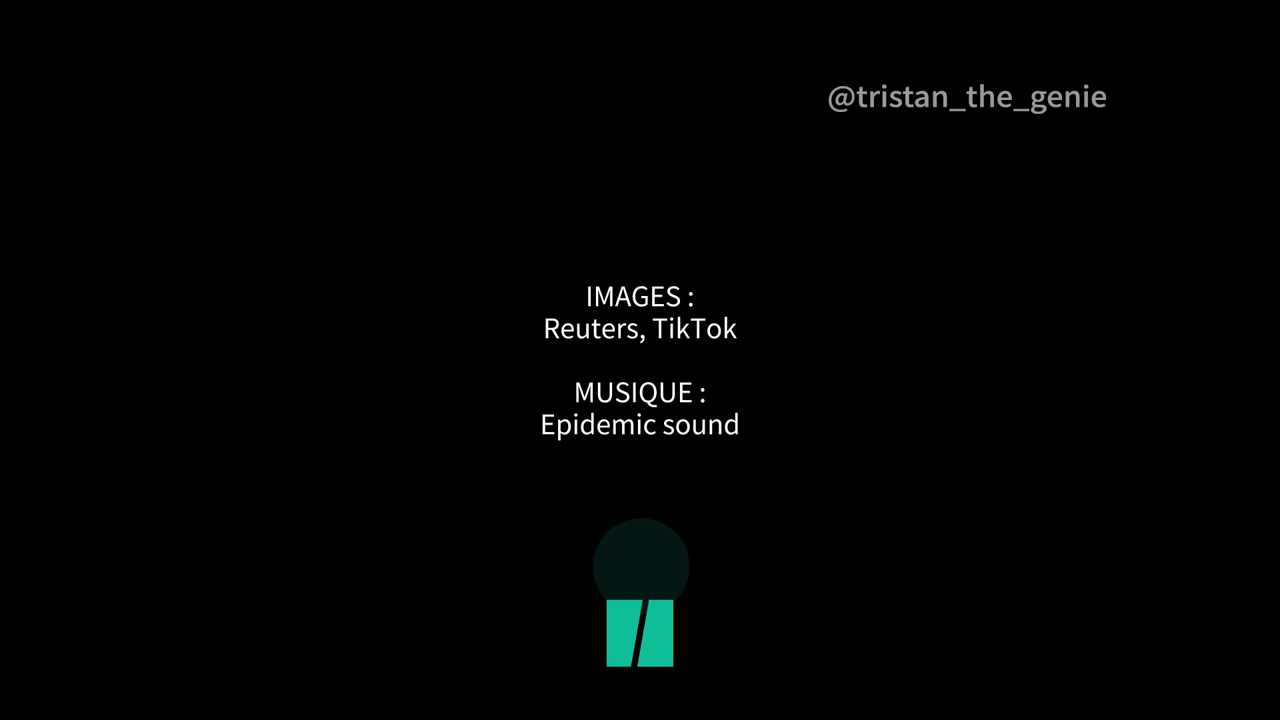 @tristan_the_genie
IMAGES :
Reuters, TikTok
MUSIQUE :
Epidemic sound